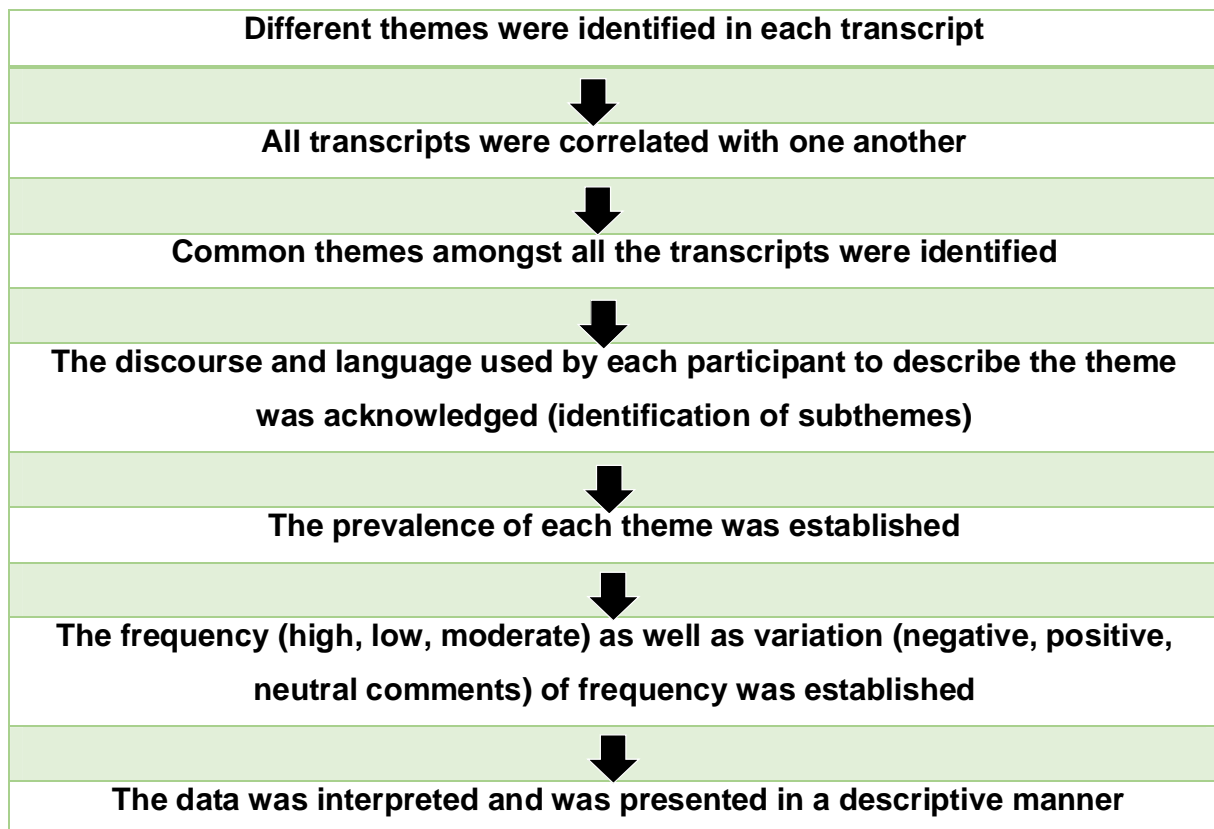 Different themes were identified in each transcript
All transcripts were correlated with one another
Common themes amongst all the transcripts were identified
The discourse and language used by each participant to describe the theme
was acknowledged (identification of subthemes)
The prevalence of each theme was established
The frequency (high, low, moderate) as well as variation (negative, positive,
neutral comments) of frequency was established
The data was interpreted and was presented in a descriptive manner